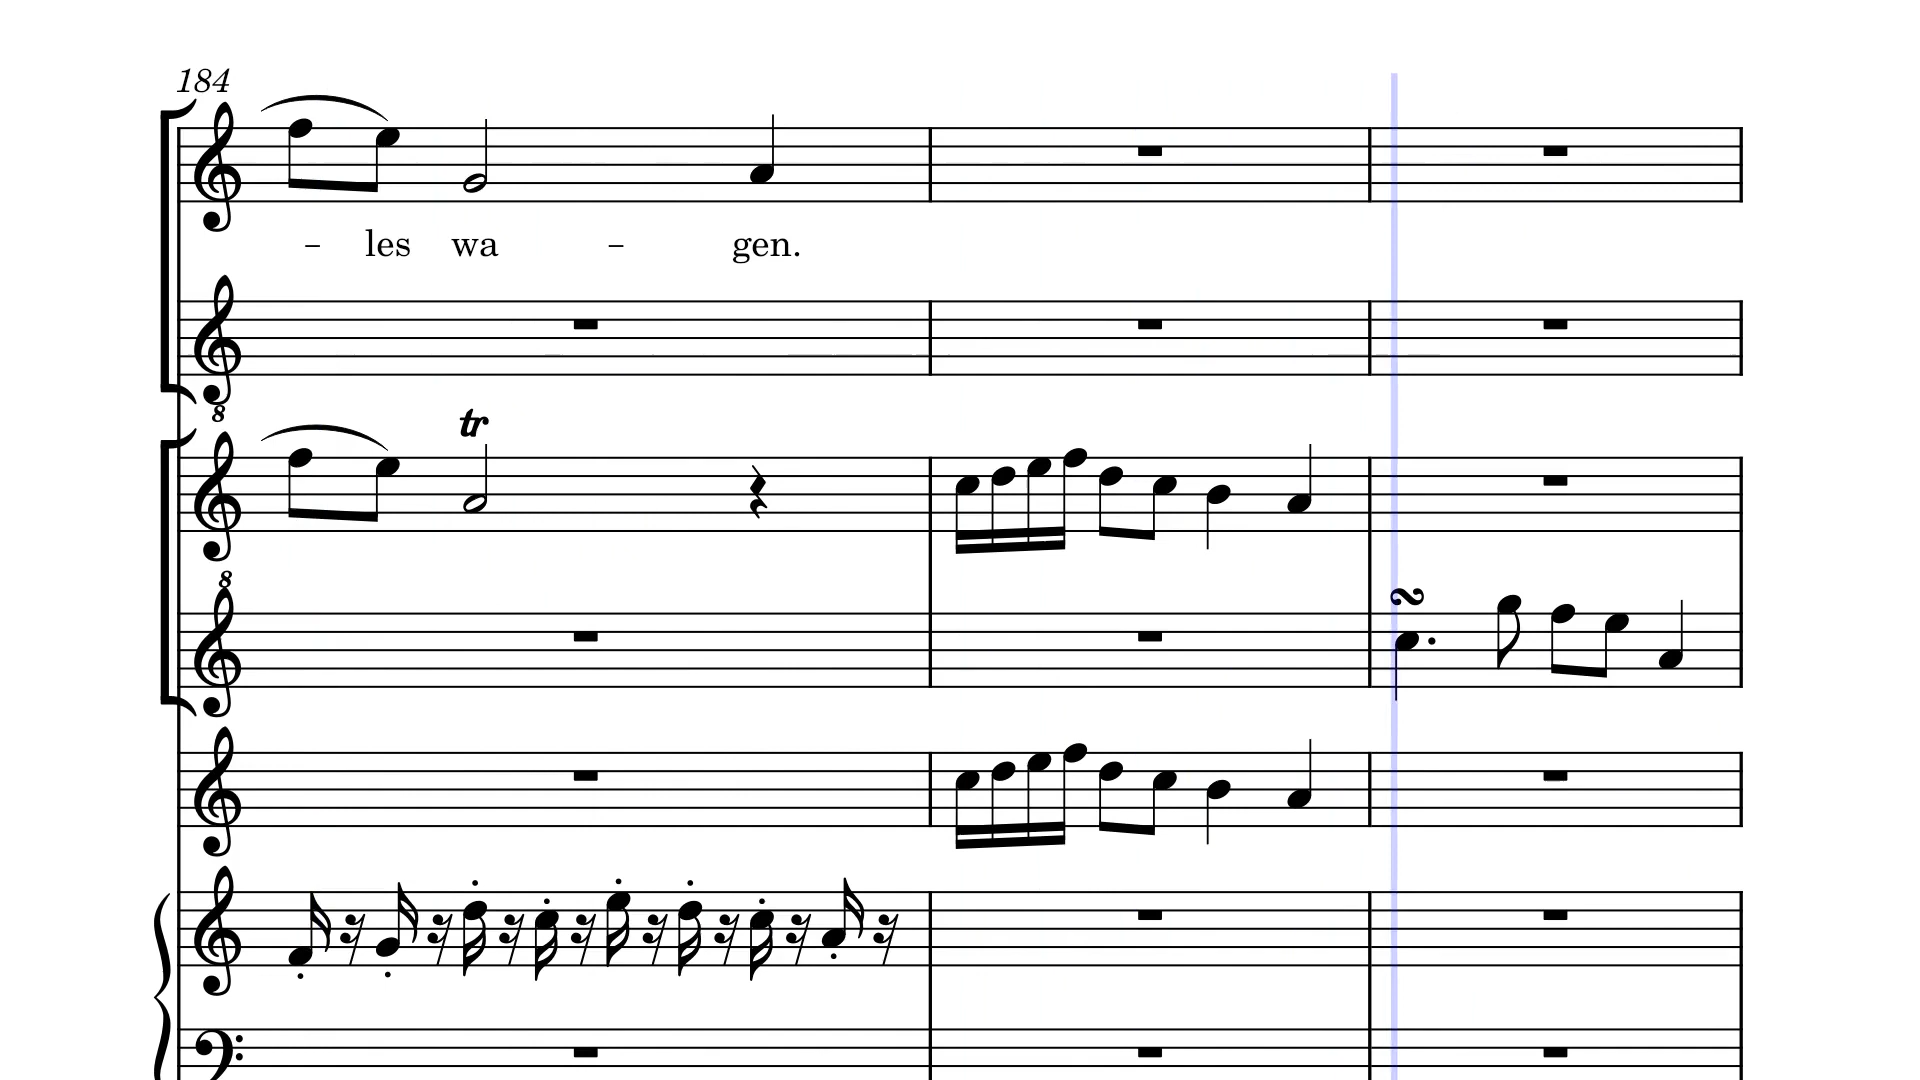 184
– les wa – gen.
8
tr
8